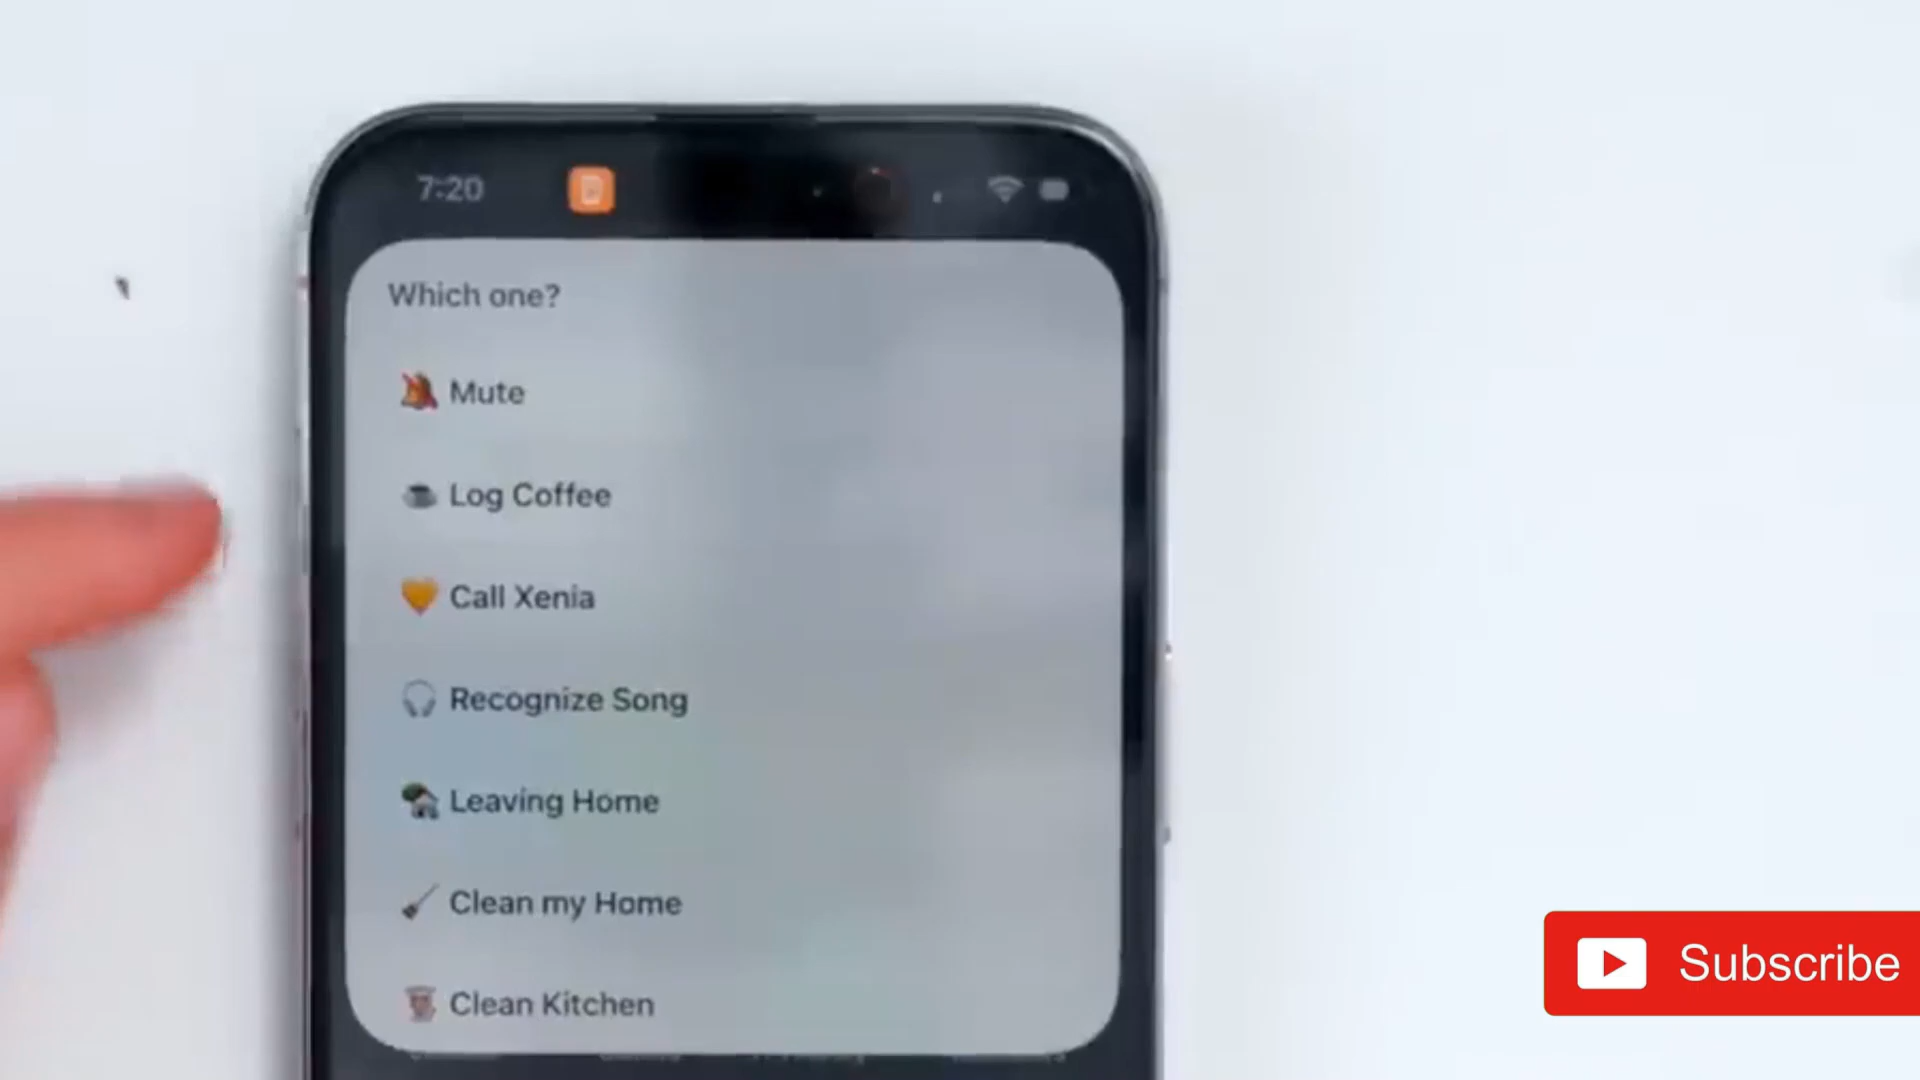 7:20
Which one?
Mute
Log Coffee
Call Xenia
Recognize Song
Leaving Home
Clean my Home
Clean Kitchen
Subscribe